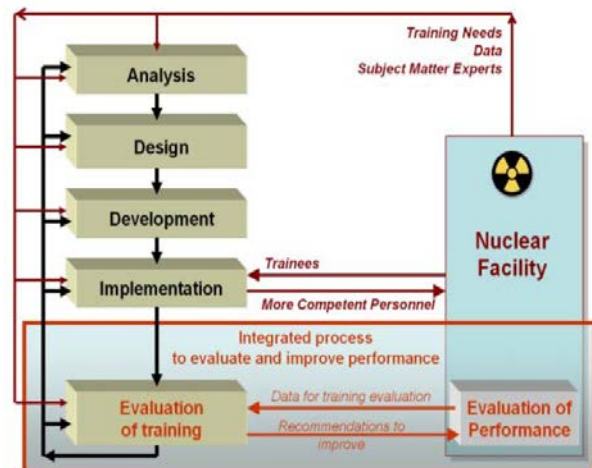 Training Needs
Data
Subject Matter Experts
Analysis
Design
Development
Implementation
Trainees
More Competent Personnel
Nuclear
Facility
Integrated process
to evaluate and improve performance
Evaluation
of training
Data for training evaluation
Recommendations to
improve
Evaluation of
Performance